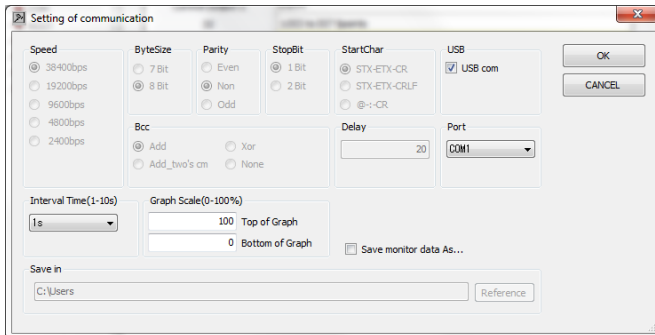 Setting of communication
Speed
38400bps
19200bps
9600bps
4800bps
2400bps
ByteSize
7 Bit
8 Bit
Parity
Even
Non
Odd
StopBit
1 Bit
2 Bit
StartChar
STX-ETX-CR
STX-ETX-CRLF
@-:-CR
USB
USB com
OK
CANCEL
Bcc
Add
Xor
Add_two's cm
None
Delay
20
Port
COM1
Interval Time(1-10s)
1s
Graph Scale(0-100%)
100 Top of Graph
0 Bottom of Graph
Save monitor data As...
Save in
C:\Users
Reference